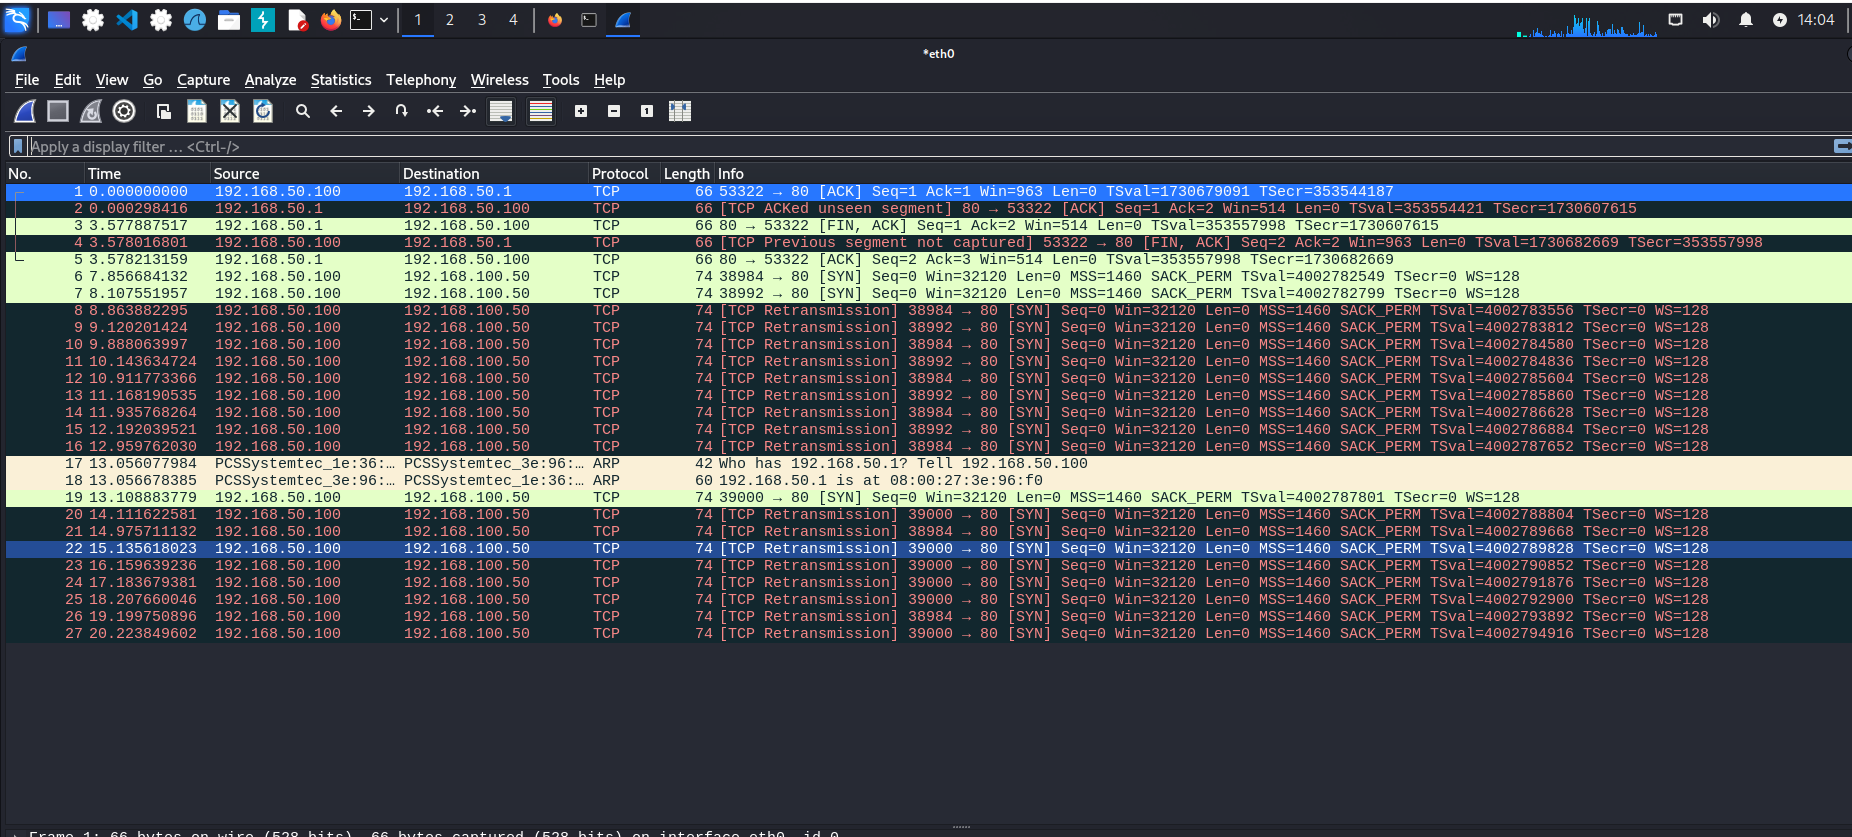 1 2 3 4 14:04
*eth0
File Edit View Go Capture Analyze Statistics Telephony Wireless Tools Help
Apply a display filter … <Ctrl-/>
No. Time Source Destination Protocol Length Info
1 0.000000000 192.168.50.100 192.168.50.1 TCP 66 53322 → 80 [ACK] Seq=1 Ack=1 Win=963 Len=0 TSval=1730679091 TSecr=353544187
2 0.000298416 192.168.50.1 192.168.50.100 TCP 66 [TCP ACKed unseen segment] 80 → 53322 [ACK] Seq=1 Ack=2 Win=514 Len=0 TSval=353554421 TSecr=1730607615
3 3.577887517 192.168.50.1 192.168.50.100 TCP 66 80 → 53322 [FIN, ACK] Seq=1 Ack=2 Win=514 Len=0 TSval=353557998 TSecr=1730607615
4 3.578016801 192.168.50.100 192.168.50.1 TCP 66 [TCP Previous segment not captured] 53322 → 80 [FIN, ACK] Seq=2 Ack=2 Win=963 Len=0 TSval=1730682669 TSecr=353557998
5 3.578213159 192.168.50.1 192.168.50.100 TCP 66 80 → 53322 [ACK] Seq=2 Ack=3 Win=514 Len=0 TSval=353557998 TSecr=1730682669
6 7.856684132 192.168.50.100 192.168.100.50 TCP 74 38984 → 80 [SYN] Seq=0 Win=32120 Len=0 MSS=1460 SACK_PERM TSval=4002782549 TSecr=0 WS=128
7 8.107551957 192.168.50.100 192.168.100.50 TCP 74 38992 → 80 [SYN] Seq=0 Win=32120 Len=0 MSS=1460 SACK_PERM TSval=4002782799 TSecr=0 WS=128
8 8.863882295 192.168.50.100 192.168.100.50 TCP 74 [TCP Retransmission] 38984 → 80 [SYN] Seq=0 Win=32120 Len=0 MSS=1460 SACK_PERM TSval=4002783556 TSecr=0 WS=128
9 9.120201424 192.168.50.100 192.168.100.50 TCP 74 [TCP Retransmission] 38992 → 80 [SYN] Seq=0 Win=32120 Len=0 MSS=1460 SACK_PERM TSval=4002783812 TSecr=0 WS=128
10 9.888063997 192.168.50.100 192.168.100.50 TCP 74 [TCP Retransmission] 38984 → 80 [SYN] Seq=0 Win=32120 Len=0 MSS=1460 SACK_PERM TSval=4002784580 TSecr=0 WS=128
11 10.143634724 192.168.50.100 192.168.100.50 TCP 74 [TCP Retransmission] 38992 → 80 [SYN] Seq=0 Win=32120 Len=0 MSS=1460 SACK_PERM TSval=4002784836 TSecr=0 WS=128
12 10.911773366 192.168.50.100 192.168.100.50 TCP 74 [TCP Retransmission] 38984 → 80 [SYN] Seq=0 Win=32120 Len=0 MSS=1460 SACK_PERM TSval=4002785604 TSecr=0 WS=128
13 11.168190535 192.168.50.100 192.168.100.50 TCP 74 [TCP Retransmission] 38992 → 80 [SYN] Seq=0 Win=32120 Len=0 MSS=1460 SACK_PERM TSval=4002785860 TSecr=0 WS=128
14 11.935768264 192.168.50.100 192.168.100.50 TCP 74 [TCP Retransmission] 38984 → 80 [SYN] Seq=0 Win=32120 Len=0 MSS=1460 SACK_PERM TSval=4002786628 TSecr=0 WS=128
15 12.192039521 192.168.50.100 192.168.100.50 TCP 74 [TCP Retransmission] 38992 → 80 [SYN] Seq=0 Win=32120 Len=0 MSS=1460 SACK_PERM TSval=4002786884 TSecr=0 WS=128
16 12.959762030 192.168.50.100 192.168.100.50 TCP 74 [TCP Retransmission] 38984 → 80 [SYN] Seq=0 Win=32120 Len=0 MSS=1460 SACK_PERM TSval=4002787652 TSecr=0 WS=128
17 13.056077984 PCSSystemtec_1e:36:… PCSSystemtec_3e:96:… ARP 42 Who has 192.168.50.1? Tell 192.168.50.100
18 13.056678385 PCSSystemtec_3e:96:… PCSSystemtec_1e:36:… ARP 60 192.168.50.1 is at 08:00:27:3e:96:f0
19 13.108883779 192.168.50.100 192.168.100.50 TCP 74 39000 → 80 [SYN] Seq=0 Win=32120 Len=0 MSS=1460 SACK_PERM TSval=4002787801 TSecr=0 WS=128
20 14.111622581 192.168.50.100 192.168.100.50 TCP 74 [TCP Retransmission] 39000 → 80 [SYN] Seq=0 Win=32120 Len=0 MSS=1460 SACK_PERM TSval=4002788804 TSecr=0 WS=128
21 14.975711132 192.168.50.100 192.168.100.50 TCP 74 [TCP Retransmission] 38984 → 80 [SYN] Seq=0 Win=32120 Len=0 MSS=1460 SACK_PERM TSval=4002789668 TSecr=0 WS=128
22 15.135618023 192.168.50.100 192.168.100.50 TCP 74 [TCP Retransmission] 39000 → 80 [SYN] Seq=0 Win=32120 Len=0 MSS=1460 SACK_PERM TSval=4002789828 TSecr=0 WS=128
23 16.159639236 192.168.50.100 192.168.100.50 TCP 74 [TCP Retransmission] 39000 → 80 [SYN] Seq=0 Win=32120 Len=0 MSS=1460 SACK_PERM TSval=4002790852 TSecr=0 WS=128
24 17.183679381 192.168.50.100 192.168.100.50 TCP 74 [TCP Retransmission] 39000 → 80 [SYN] Seq=0 Win=32120 Len=0 MSS=1460 SACK_PERM TSval=4002791876 TSecr=0 WS=128
25 18.207660046 192.168.50.100 192.168.100.50 TCP 74 [TCP Retransmission] 39000 → 80 [SYN] Seq=0 Win=32120 Len=0 MSS=1460 SACK_PERM TSval=4002792900 TSecr=0 WS=128
26 19.199750896 192.168.50.100 192.168.100.50 TCP 74 [TCP Retransmission] 38984 → 80 [SYN] Seq=0 Win=32120 Len=0 MSS=1460 SACK_PERM TSval=4002793892 TSecr=0 WS=128
27 20.223849602 192.168.50.100 192.168.100.50 TCP 74 [TCP Retransmission] 39000 → 80 [SYN] Seq=0 Win=32120 Len=0 MSS=1460 SACK_PERM TSval=4002794916 TSecr=0 WS=128
Frame 1: 66 bytes on wire (528 bits), 66 bytes captured (528 bits) on interface eth0, id 0